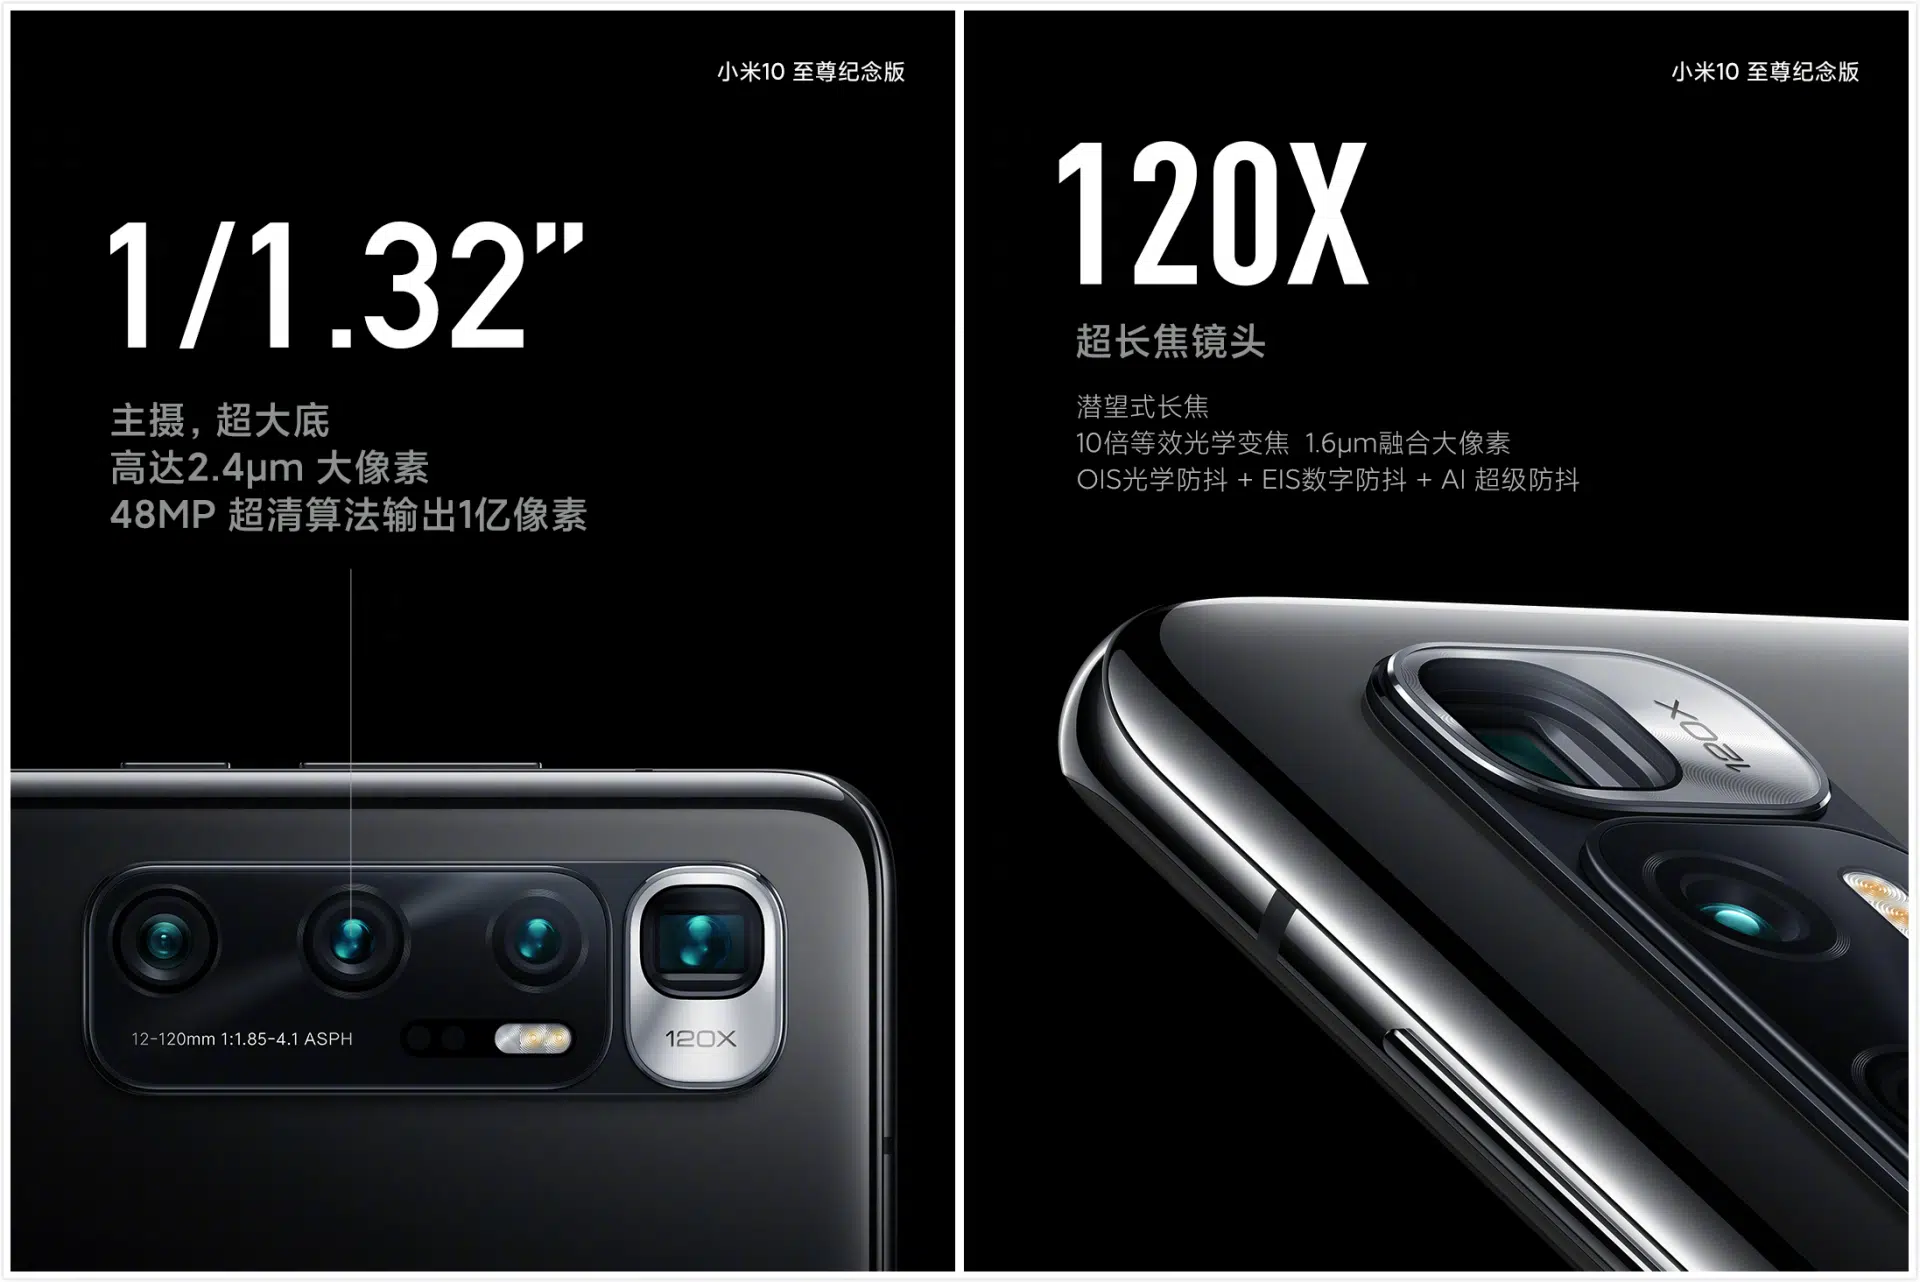 小米10 至尊纪念版
1/1.32”
主摄，超大底
高达2.4μm 大像素
48MP 超清算法输出1亿像素
12-120mm 1:1.85-4.1 ASPH
120X
小米10 至尊纪念版
120X
超长焦镜头
潜望式长焦
10倍等效光学变焦 1.6μm融合大像素
OIS光学防抖 + EIS数字防抖 + AI 超级防抖
120X